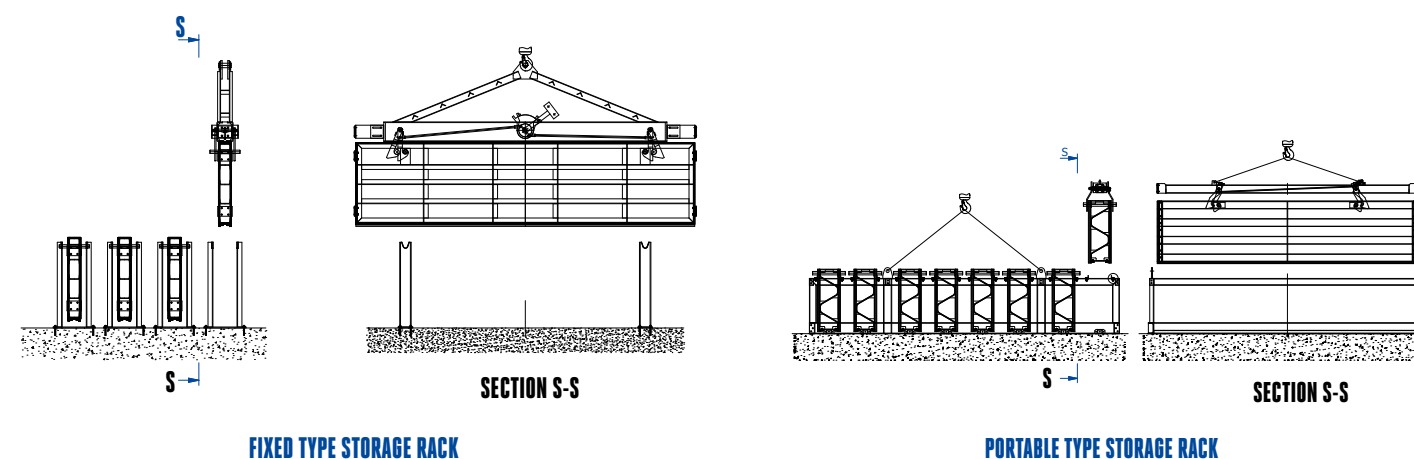 S
S
SECTION S-S
FIXED TYPE STORAGE RACK
S
S
SECTION S-S
PORTABLE TYPE STORAGE RACK